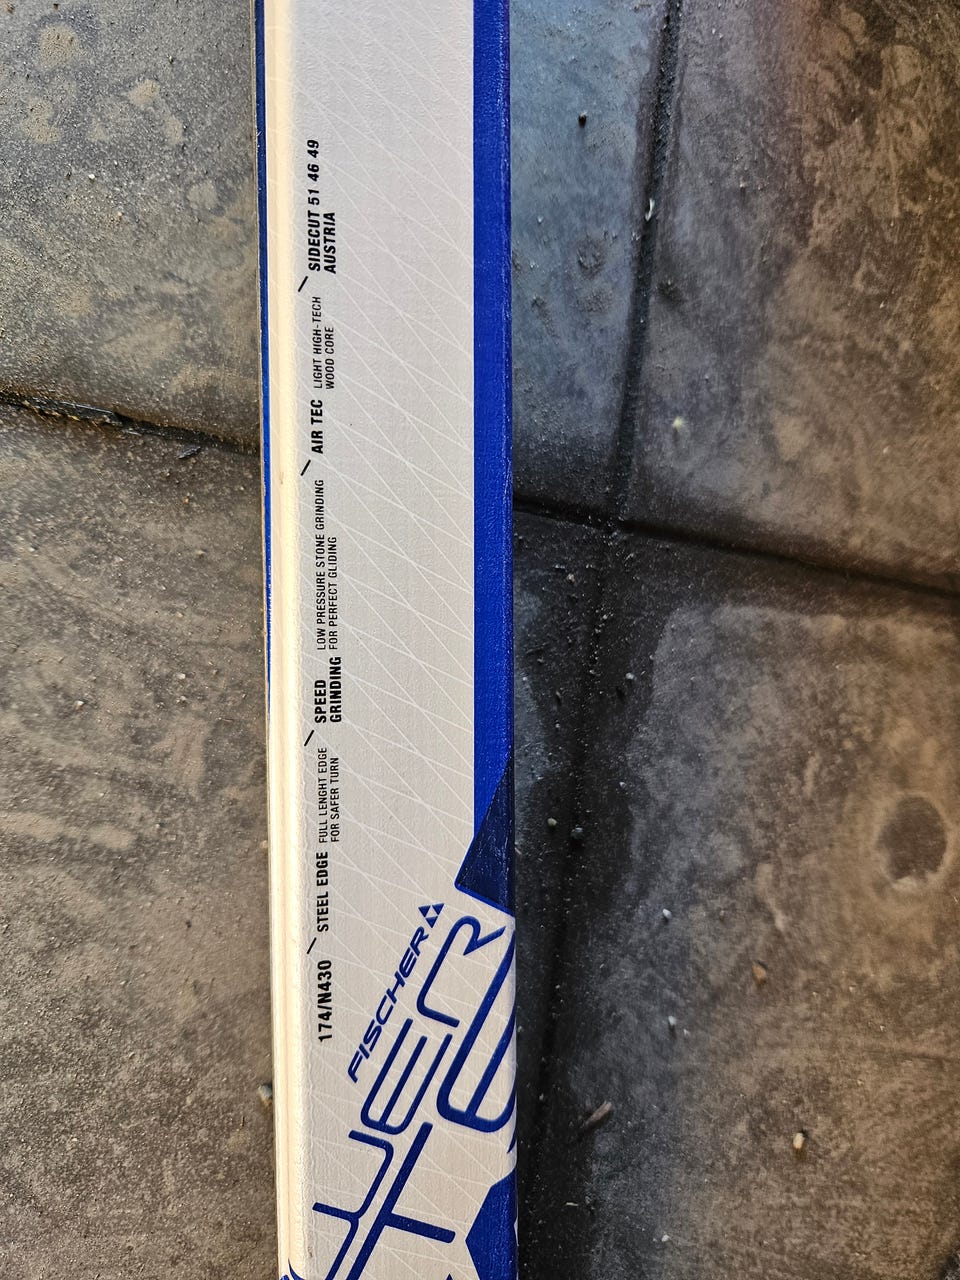 174/N430
STEEL EDGE
FULL LENGHT EDGE
FOR SAFER TURN
SPEED
GRINDING
LOW PRESSURE STONE GRINDING
FOR PERFECT GLIDING
AIR TEC
LIGHT HIGH-TECH
WOOD CORE
SIDECUT 51 46 49
AUSTRIA
FISCHER